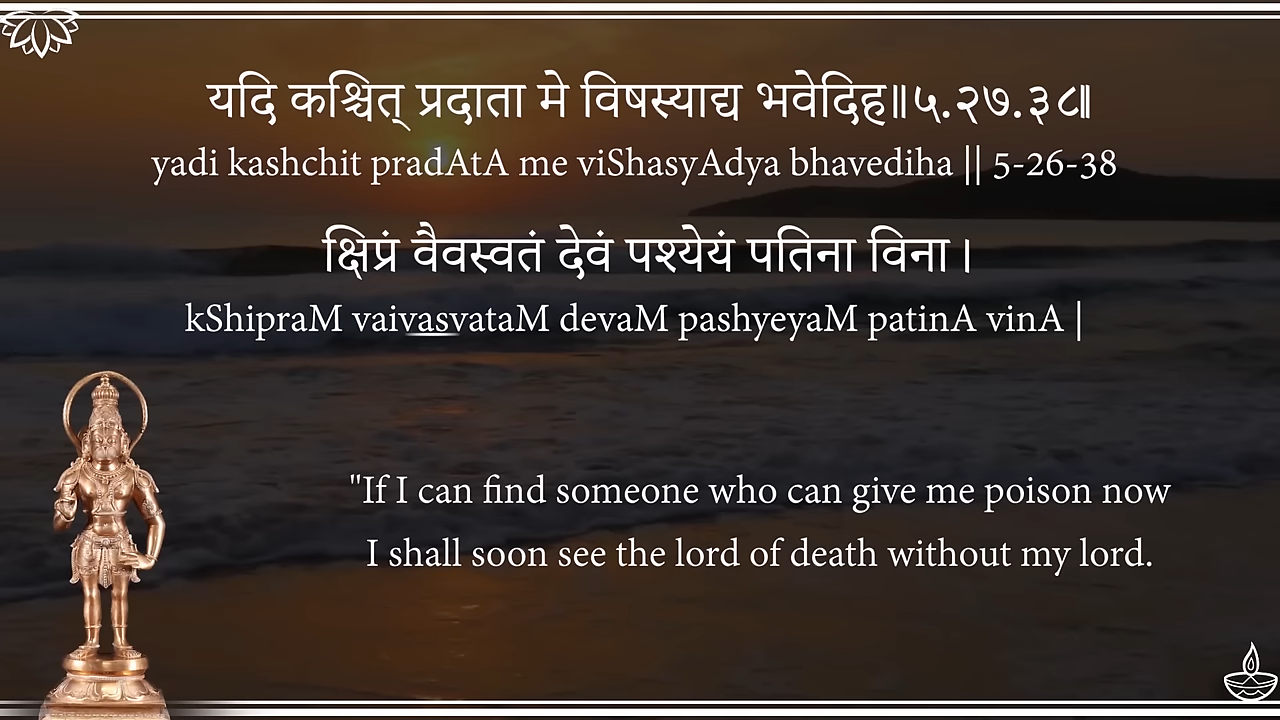 यदि कश्चित् प्रदाता मे विषस्याद्य भवेदिह॥५.२७.३८॥
yadi kashchit pradAtA me viShasyAdya bhavediha || 5-26-38
क्षिप्रं वैवस्वतं देवं पश्येयं पतिना विना।
kShipraM vaivasvataM devaM pashyeyaM patinA vinA |
"If I can find someone who can give me poison now
I shall soon see the lord of death without my lord.